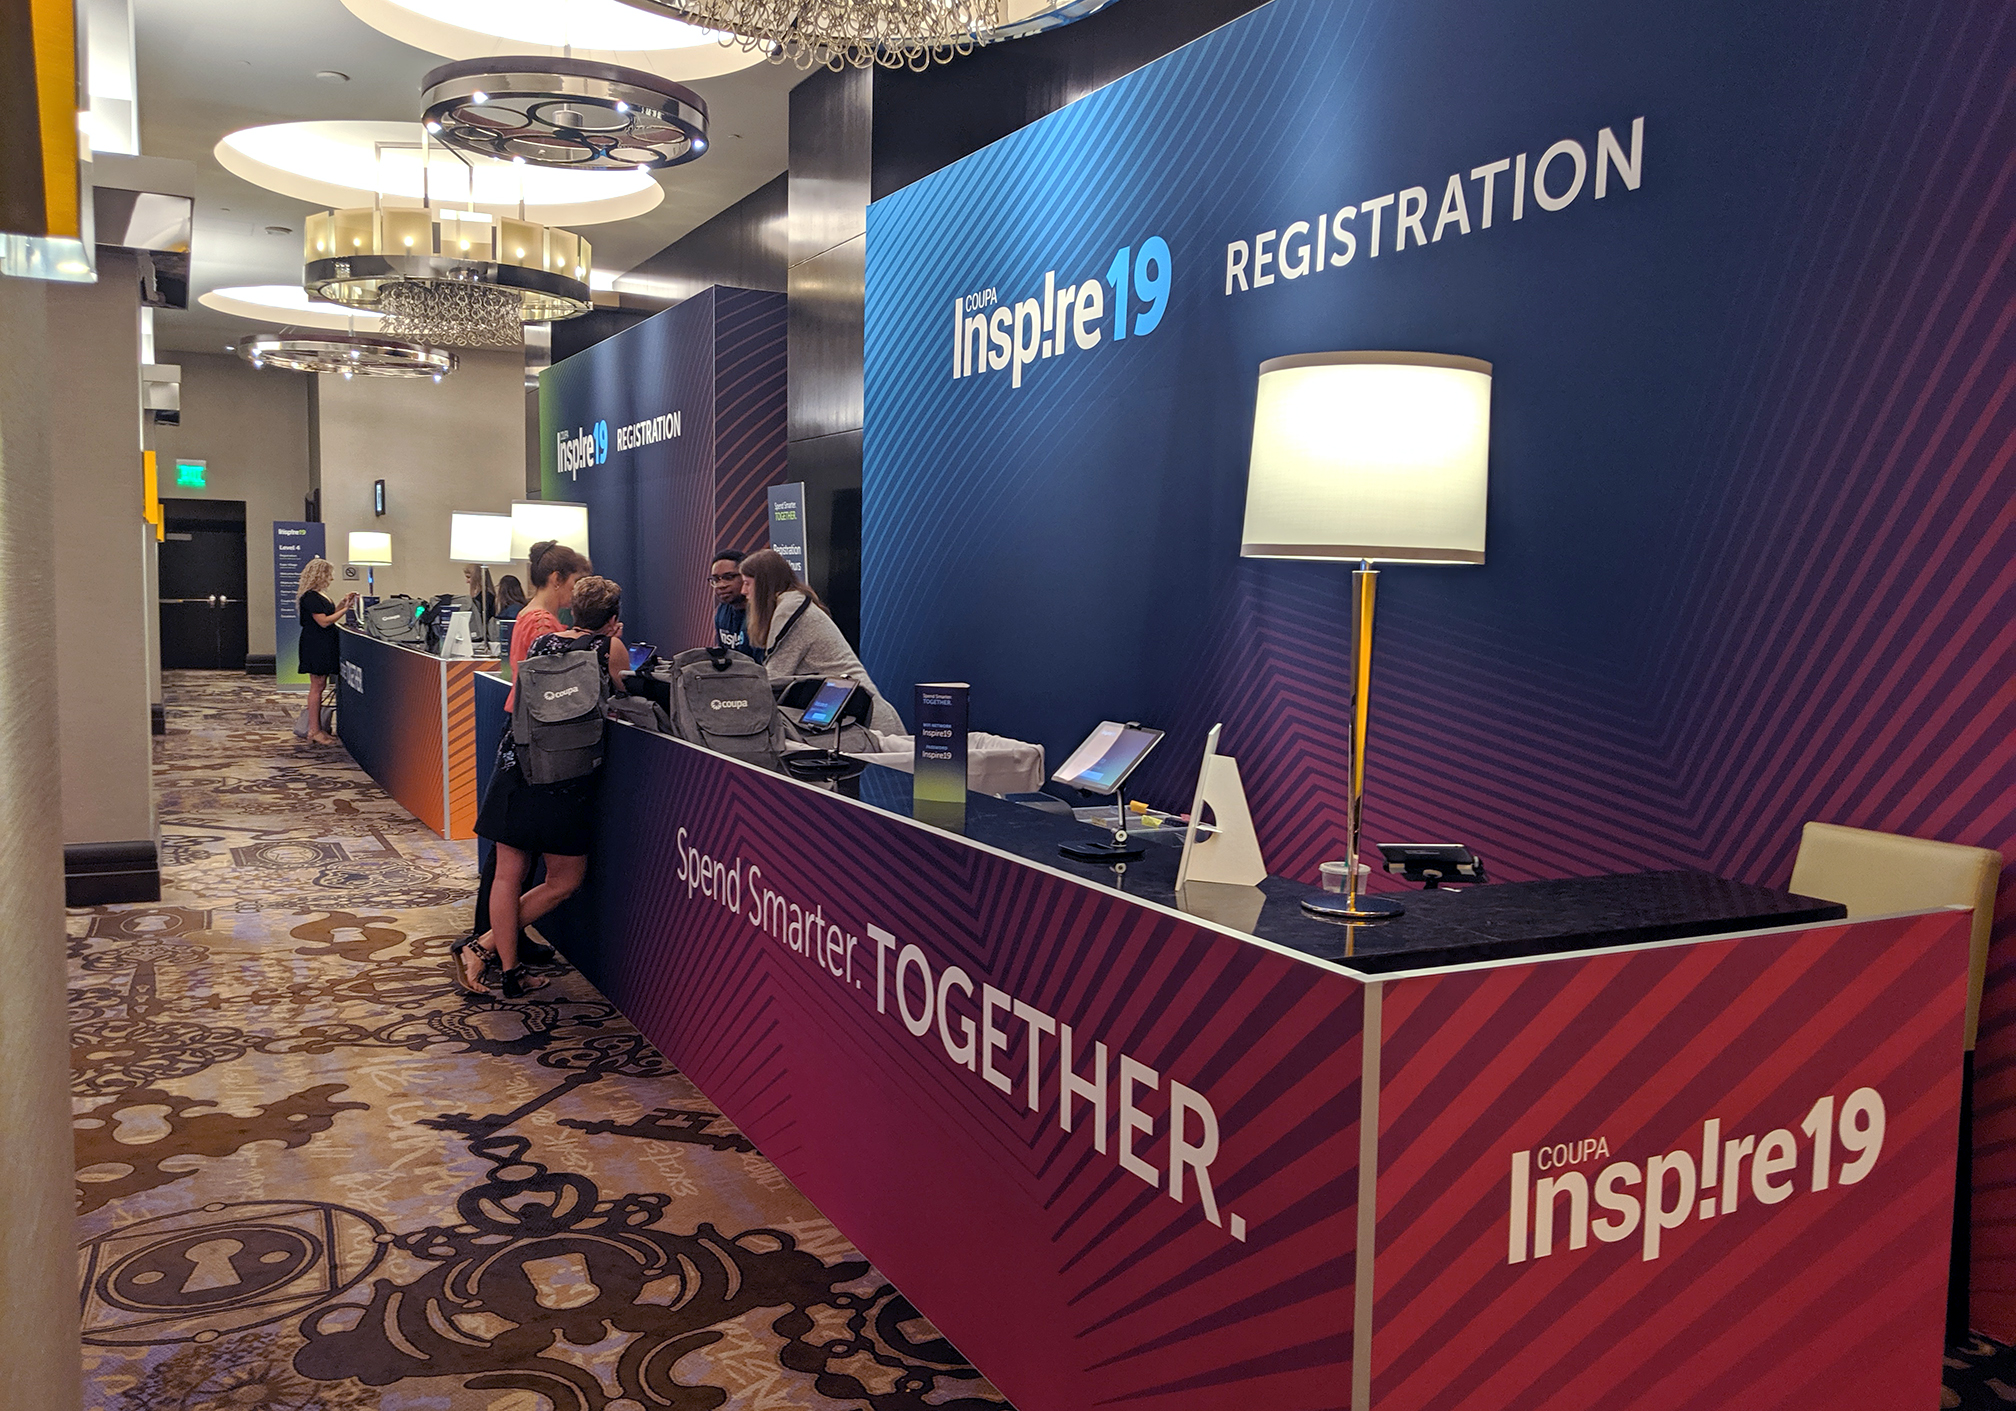 COUPA
Insp!re19
REGISTRATION
COUPA
Insp!re19
REGISTRATION
Spend Smarter.
TOGETHER.
Registration
Insp!re19
Level 4
coupa
coupa
Spend Smarter.
TOGETHER.
WIFI NETWORK
Inspire19
PASSWORD
Inspire19
Spend Smarter. TOGETHER.
COUPA
Insp!re19